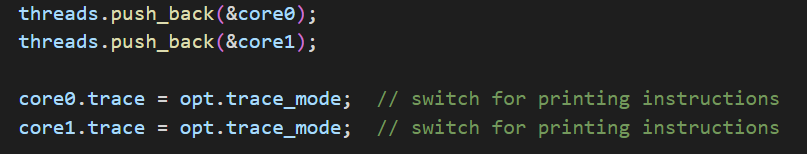 threads.push_back(&core0);
threads.push_back(&core1);
core0.trace = opt.trace_mode;  // switch for printing instructions
core1.trace = opt.trace_mode;  // switch for printing instructions